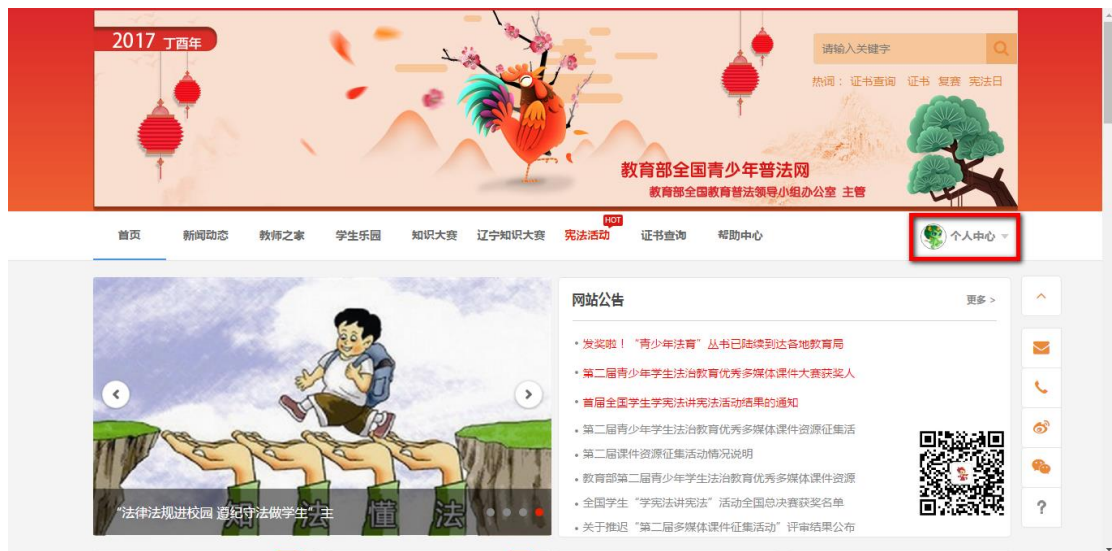 2017 丁酉年
请输入关键字
热词： 证书查询 证书 复赛 宪法日
教育部全国青少年普法网
教育部全国教育普法领导小组办公室 主管
HOT
首页 新闻动态 教师之家 学生乐园 知识大赛 辽宁知识大赛 宪法活动 证书查询 帮助中心 个人中心
网站公告 更多 >
• 发奖啦！“青少年法育”丛书已陆续到达各地教育局
• 第二届青少年学生法治教育优秀多媒体课件大赛获奖人
• 首届全国学生学宪法讲宪法活动结果的通知
• 第二届青少年学生法治教育优秀多媒体课件资源征集活
• 第二届课件资源征集活动情况说明
• 教育部第二届青少年学生法治教育优秀多媒体课件资源
• 全国学生“学宪法讲宪法”活动全国总决赛获奖名单
• 关于推迟“第二届多媒体课件征集活动”评审结果公布
知 法 懂 法
“法律法规进校园 遵纪守法做学生”主
?